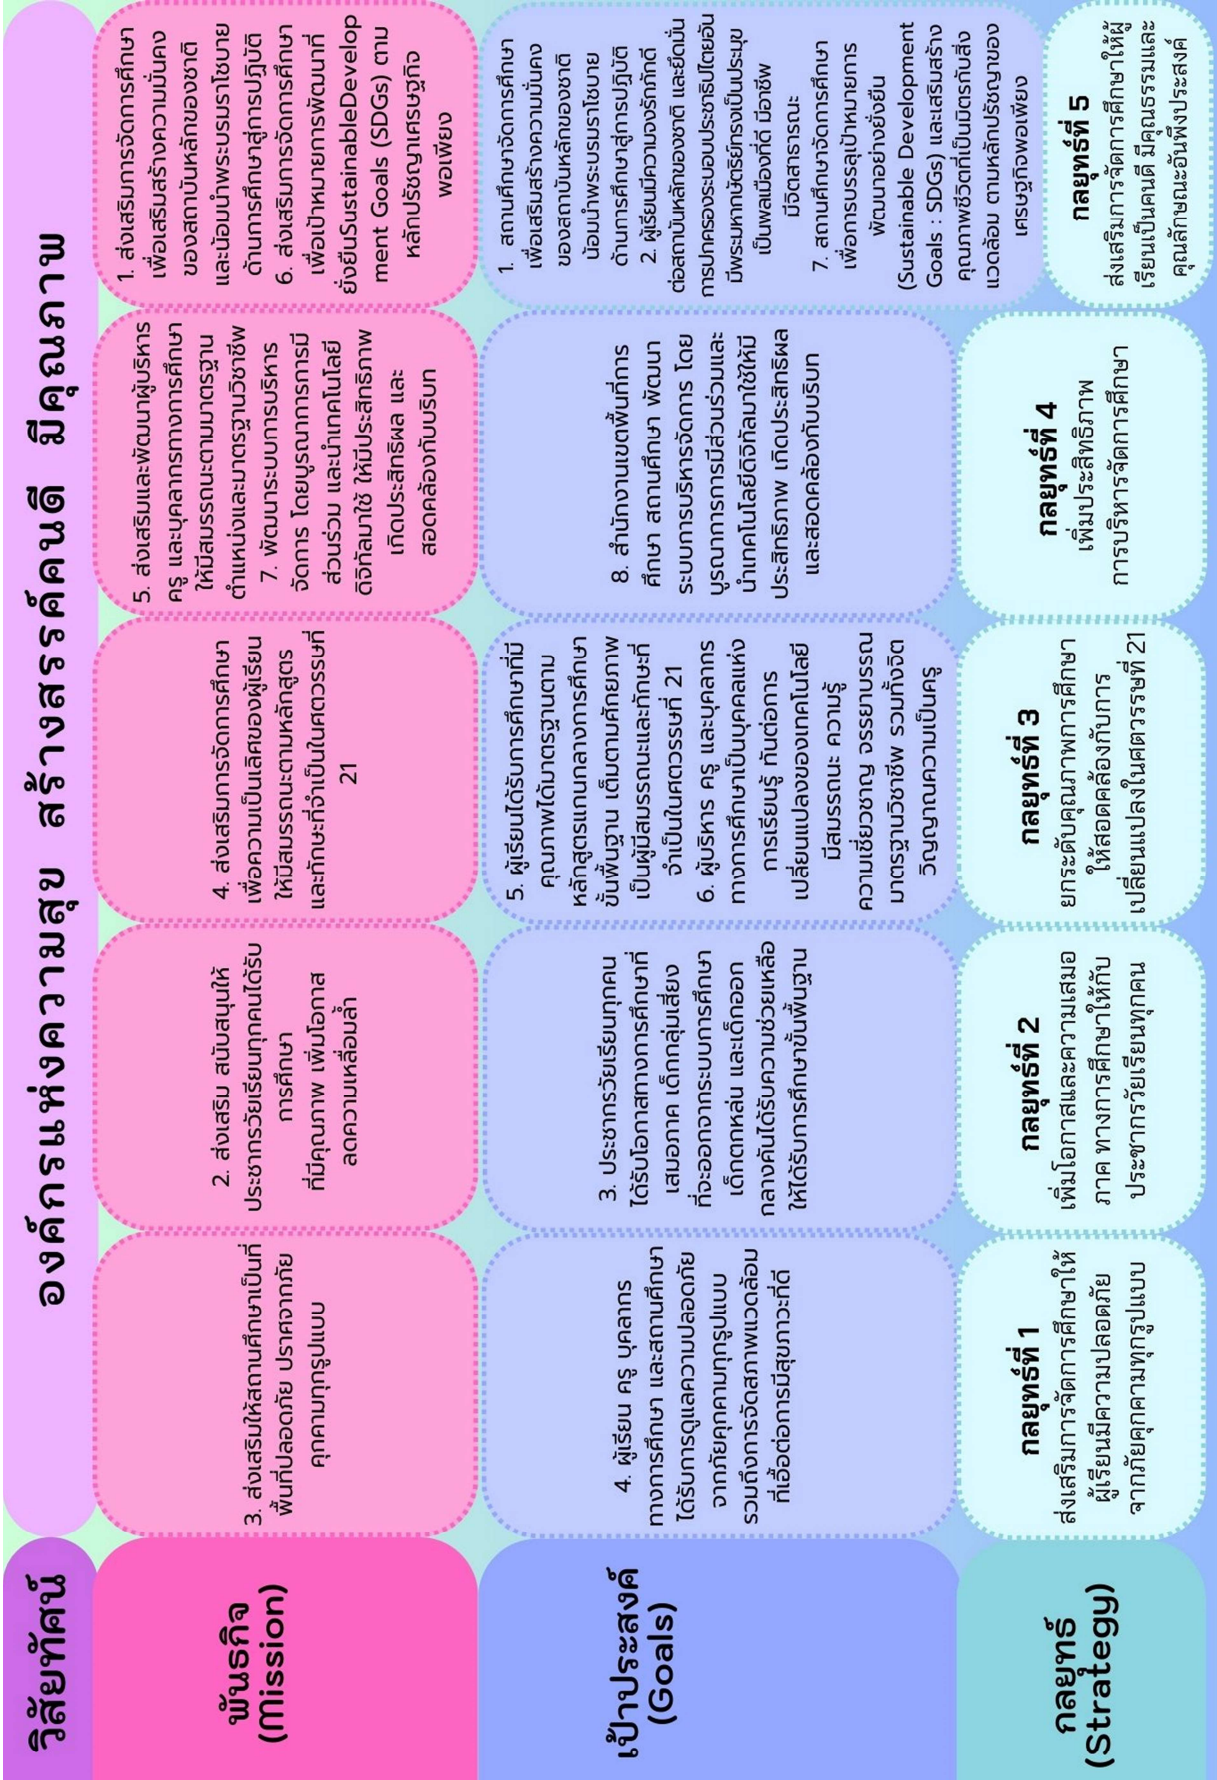 วิสัยทัศน์
องค์กรแห่งความสุข สร้างสรรค์คนดี มีคุณภาพ
พันธกิจ
(Mission)
3. ส่งเสริมให้สถานศึกษาเป็นที่
พื้นที่ปลอดภัย ปราศจากภัย
คุกคามทุกรูปแบบ
2. ส่งเสริม สนับสนุนให้
ประชากรวัยเรียนทุกคนได้รับ
การศึกษา
ที่มีคุณภาพ เพิ่มโอกาส
ลดความเหลื่อมล้ำ
4. ส่งเสริมการจัดการศึกษา
เพื่อความเป็นเลิศของผู้เรียน
ให้มีสมรรถนะตามหลักสูตร
และทักษะที่จำเป็นในศตวรรษที่
21
5. ส่งเสริมและพัฒนาผู้บริหาร
ครู และบุคลากรทางการศึกษา
ให้มีสมรรถนะตามมาตรฐาน
ตำแหน่งและมาตรฐานวิชาชีพ
7. พัฒนาระบบการบริหาร
จัดการ โดยบูรณาการการมี
ส่วนร่วม และนำเทคโนโลยี
ดิจิทัลมาใช้ ให้มีประสิทธิภาพ
เกิดประสิทธิผล และ
สอดคล้องกับบริบท
1. ส่งเสริมการจัดการศึกษา
เพื่อเสริมสร้างความมั่นคง
ของสถาบันหลักของชาติ
และน้อมนำพระบรมราโชบาย
ด้านการศึกษาสู่การปฏิบัติ
6. ส่งเสริมการจัดการศึกษา
เพื่อเป้าหมายการพัฒนาที่
ยั่งยืนSustainableDevelop
ment Goals (SDGs) ตาม
หลักปรัชญาเศรษฐกิจ
พอเพียง
เป้าประสงค์
(Goals)
4. ผู้เรียน ครู บุคลากร
ทางการศึกษา และสถานศึกษา
ได้รับการดูแลความปลอดภัย
จากภัยคุกคามทุกรูปแบบ
รวมถึงการจัดสภาพแวดล้อม
ที่เอื้อต่อการมีสุขภาวะที่ดี
3. ประชากรวัยเรียนทุกคน
ได้รับโอกาสทางการศึกษาที่
เสมอภาค เด็กกลุ่มเสี่ยง
ที่จะออกจากระบบการศึกษา
เด็กตกหล่น และเด็กออก
กลางคันได้รับความช่วยเหลือ
ให้ได้รับการศึกษาขั้นพื้นฐาน
5. ผู้เรียนได้รับการศึกษาที่มี
คุณภาพได้มาตรฐานตาม
หลักสูตรแกนกลางการศึกษา
ขั้นพื้นฐาน เต็มตามศักยภาพ
เป็นผู้มีสมรรถนะและทักษะที่
จำเป็นในศตวรรษที่ 21
6. ผู้บริหาร ครู และบุคลากร
ทางการศึกษาเป็นบุคคลแห่ง
การเรียนรู้ ทันต่อการ
เปลี่ยนแปลงของเทคโนโลยี
มีสมรรถนะ ความรู้
ความเชี่ยวชาญ จรรยาบรรณ
มาตรฐานวิชาชีพ รวมทั้งจิต
วิญญาณความเป็นครู
8. สำนักงานเขตพื้นที่การ
ศึกษา สถานศึกษา พัฒนา
ระบบการบริหารจัดการ โดย
บูรณาการการมีส่วนร่วมและ
นำเทคโนโลยีดิจิทัลมาใช้ให้มี
ประสิทธิภาพ เกิดประสิทธิผล
และสอดคล้องกับบริบท
1. สถานศึกษาจัดการศึกษา
เพื่อเสริมสร้างความมั่นคง
ของสถาบันหลักของชาติ
น้อมนำพระบรมราโชบาย
ด้านการศึกษาสู่การปฏิบัติ
2. ผู้เรียนมีความจงรักภักดี
ต่อสถาบันหลักของชาติ และยึดมั่น
การปกครองระบอบประชาธิปไตยอัน
มีพระมหากษัตริย์ทรงเป็นประมุข
เป็นพลเมืองที่ดี มีอาชีพ
มีจิตสาธารณะ
7. สถานศึกษาจัดการศึกษา
เพื่อการบรรลุเป้าหมายการ
พัฒนาอย่างยั่งยืน
(Sustainable Development
Goals : SDGs) และเสริมสร้าง
คุณภาพชีวิตที่เป็นมิตรกับสิ่ง
แวดล้อม ตามหลักปรัชญาของ
เศรษฐกิจพอเพียง
กลยุทธ์
(Strategy)
กลยุทธ์ที่ 1
ส่งเสริมการจัดการศึกษาให้
ผู้เรียนมีความปลอดภัย
จากภัยคุกคามทุกรูปแบบ
กลยุทธ์ที่ 2
เพิ่มโอกาสและความเสมอ
ภาค ทางการศึกษาให้กับ
ประชากรวัยเรียนทุกคน
กลยุทธ์ที่ 3
ยกระดับคุณภาพการศึกษา
ให้สอดคล้องกับการ
เปลี่ยนแปลงในศตวรรษที่ 21
กลยุทธ์ที่ 4
เพิ่มประสิทธิภาพ
การบริหารจัดการศึกษา
กลยุทธ์ที่ 5
ส่งเสริมการจัดการศึกษาให้ผู้
เรียนเป็นคนดี มีคุณธรรมและ
คุณลักษณะอันพึงประสงค์